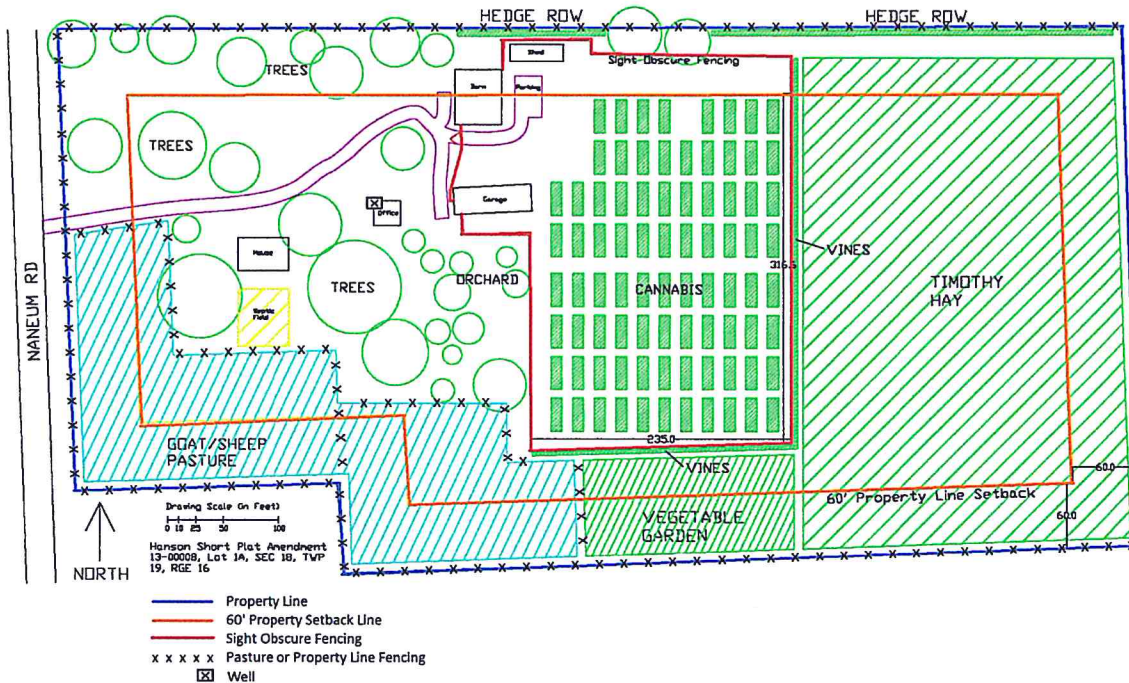 HEDGE ROW
HEDGE ROW
Shed
Sight Obscure Fencing
TREES
Barn
Parking
TREES
Office
Garage
House
VINES
316.5
ORCHARD
CANNABIS
TREES
TIMOTHY
HAY
NANEUM RD
Septic
Field
GOAT/SHEEP
PASTURE
235.0
VINES
60.0
60' Property Line Setback
60.0
VEGETABLE
GARDEN
Drawing Scale (In Feet)
0 10 25 50 100
Hanson Short Plat Amendment
13-00008, Lot 1A, SEC 18, TWP
19, RGE 16
NORTH
Property Line
60' Property Setback Line
Sight Obscure Fencing
x x x x x Pasture or Property Line Fencing
Well